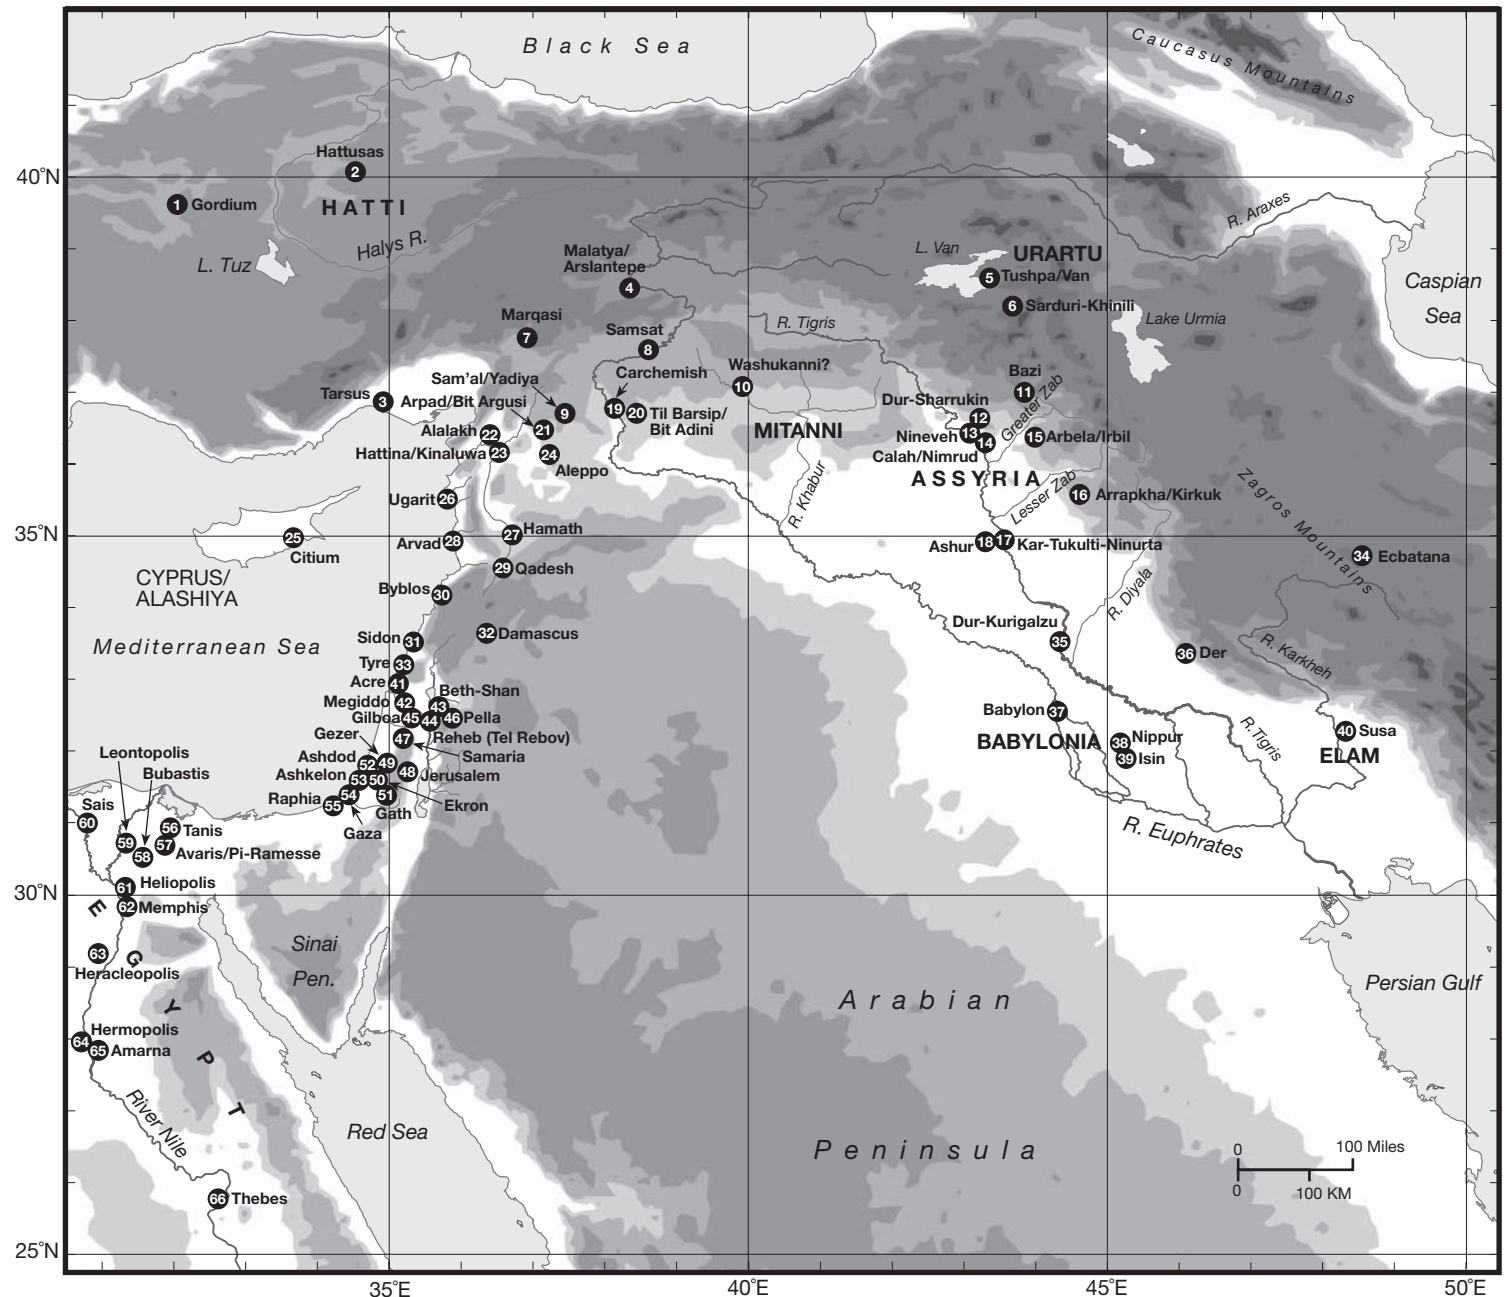 Black Sea
Caucasus Mountains
Hattusas
2
40°N
1 Gordium
HATTI
Halys R.
L. Tuz
R. Araxes
L. Van
URARTU
5 Tushpa/Van
6 Sarduri-Khinili
Malatya/
Arslantepe
4
Caspian
Sea
Lake Urmia
R. Tigris
Marqasi
7
Samsat
8
Washukanni?
10
Carchemish
19
20 Til Barsip/
Bit Adini
Bazi
11
Greater Zab
Tarsus 3
Sam'al/Yadiya
9
Arpad/Bit Argusi
21
Dur-Sharrukin
12
Nineveh 13
14
Calah/Nimrud
15 Arbela/Irbil
MITANNI
Alalakh 22
Hattina/Kinaluwa 23
24
Aleppo
ASSYRIA
Lesser Zab
16 Arrapkha/Kirkuk
Zagros Mountains
R. Khabur
Ugarit 26
35°N
25
Citium
27 Hamath
Arvad 28
Ashur 18
17 Kar-Tukulti-Ninurta
34 Ecbatana
29 Qadesh
CYPRUS/
ALASHIYA
Byblos 30
R. Diyala
Mediterranean Sea
Sidon 31
32 Damascus
Dur-Kurigalzu
35
36 Der
R. Karkheh
Tyre 33
Acre 41
Megiddo 42
Beth-Shan
43
Gilboa 45
44
46 Pella
Reheb (Tel Rebov)
47
Samaria
Babylon 37
BABYLONIA
38 Nippur
39 Isin
R. Tigris
40 Susa
ELAM
Gezer
49
Ashdod 52
48 Jerusalem
Ashkelon 53
50
Ekron
Raphia 55
54
Gaza
51
Gath
R. Euphrates
Leontopolis
59
Bubastis
58
Sais
60
56 Tanis
57 Avaris/Pi-Ramesse
61 Heliopolis
30°N
62 Memphis
EGYPT
63
Heracleopolis
Sinai
Pen.
Persian Gulf
Arabian
Peninsula
Hermopolis
64
65 Amarna
River Nile
Red Sea
66 Thebes
0 100 Miles
0 100 KM
25°N
35°E
40°E
45°E
50°E